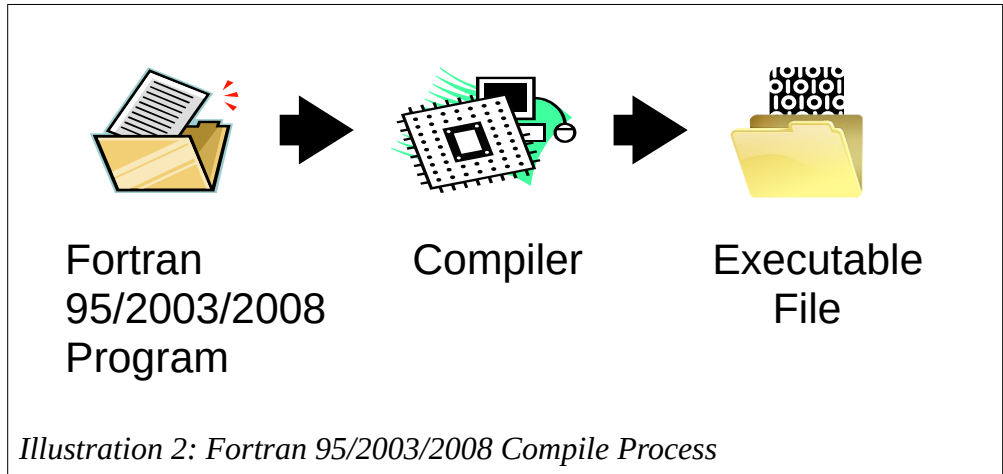 Fortran
95/2003/2008
Program
Compiler
Executable
File
Illustration 2: Fortran 95/2003/2008 Compile Process